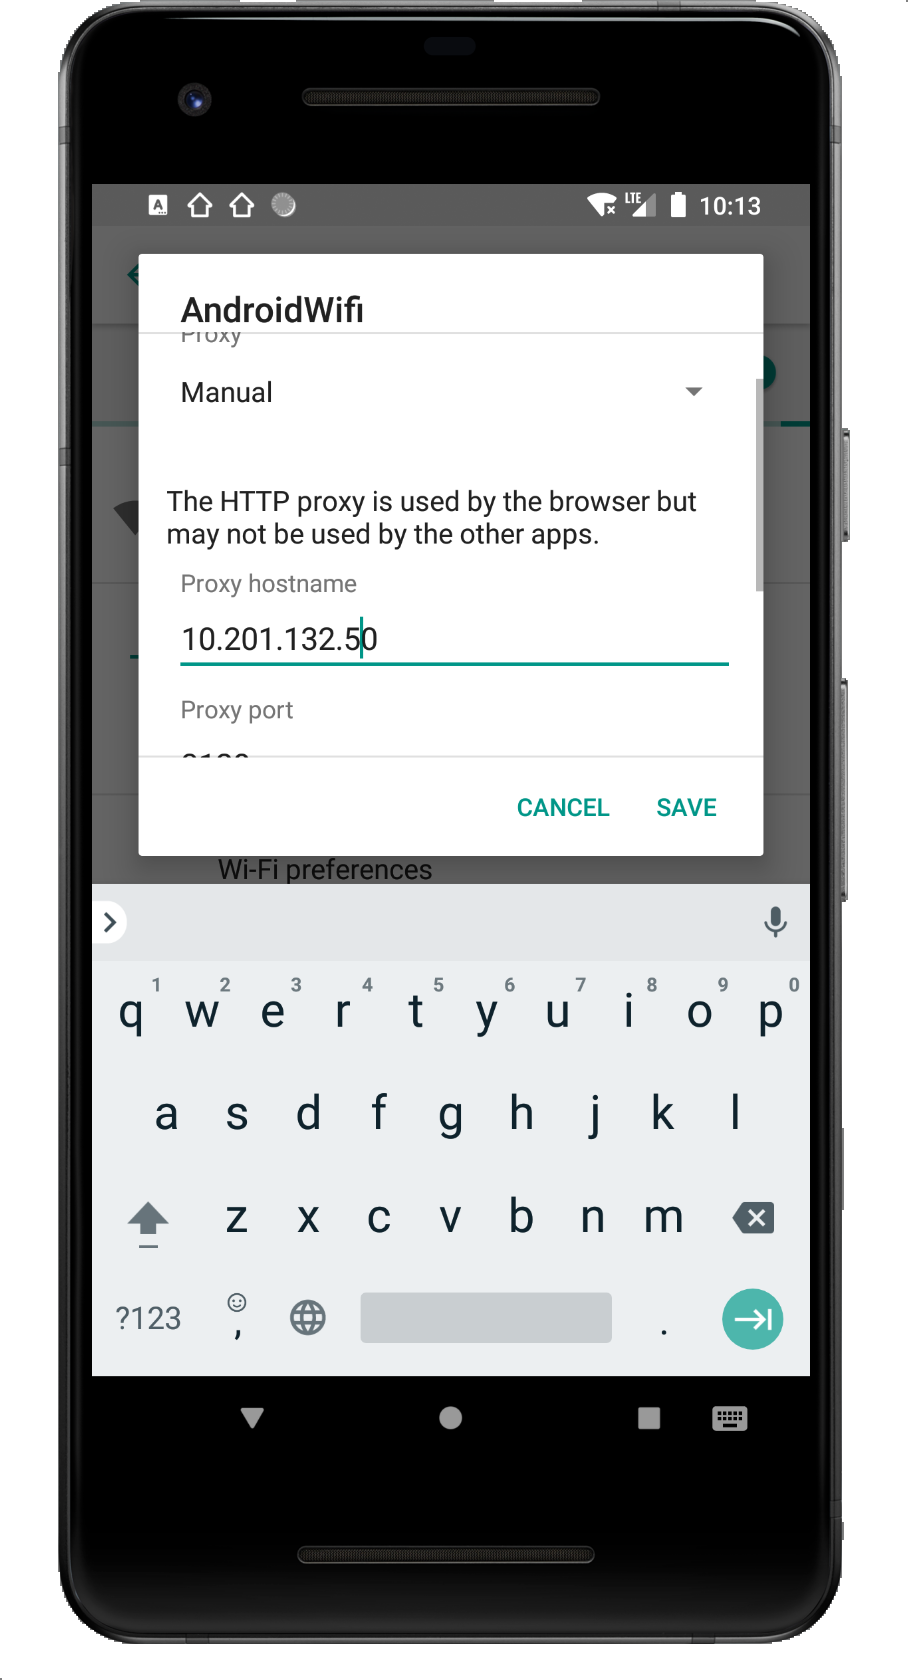 A
LTE 10:13
AndroidWifi
Proxy
Manual
The HTTP proxy is used by the browser but
may not be used by the other apps.
Proxy hostname
10.201.132.50
Proxy port
CANCEL SAVE
Wi-Fi preferences
1 2 3 4 5 6 7 8 9 0
q w e r t y u i o p
a s d f g h j k l
z x c v b n m
?123 , .